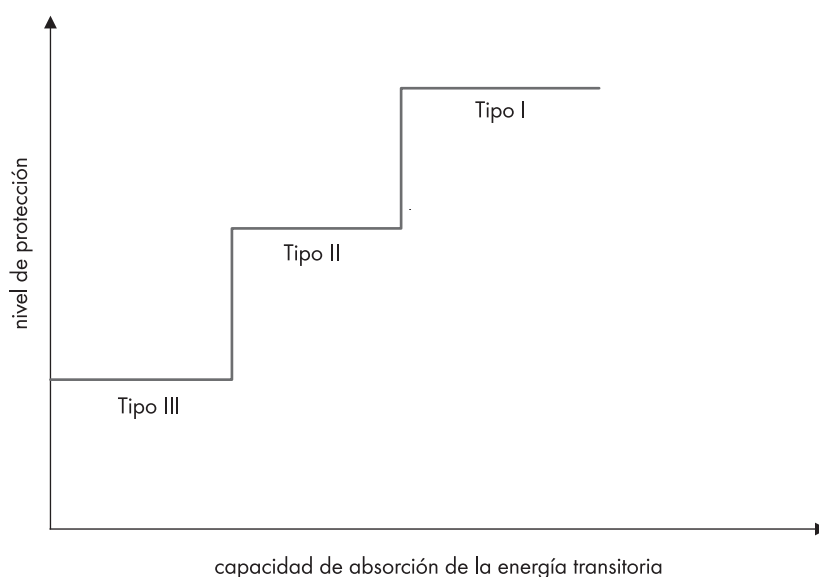 Tipo I
Tipo II
Tipo III
nivel de protección
capacidad de absorción de la energía transitoria